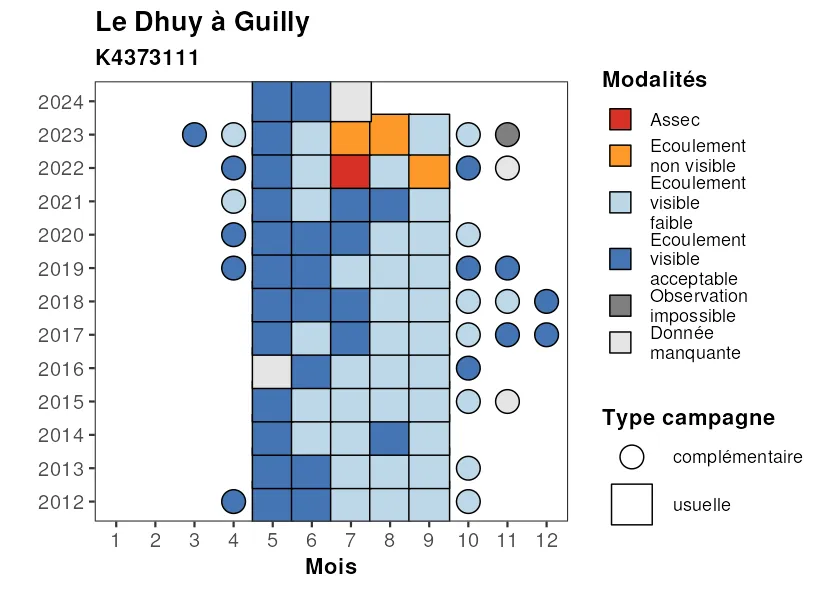 Le Dhuy à Guilly
K4373111
2024
2023
2022
2021
2020
2019
2018
2017
2016
2015
2014
2013
2012
1 2 3 4 5 6 7 8 9 10 11 12
Mois
Modalités
Assec
Ecoulement
non visible
Ecoulement
visible
faible
Ecoulement
visible
acceptable
Observation
impossible
Donnée
manquante
Type campagne
complémentaire
usuelle